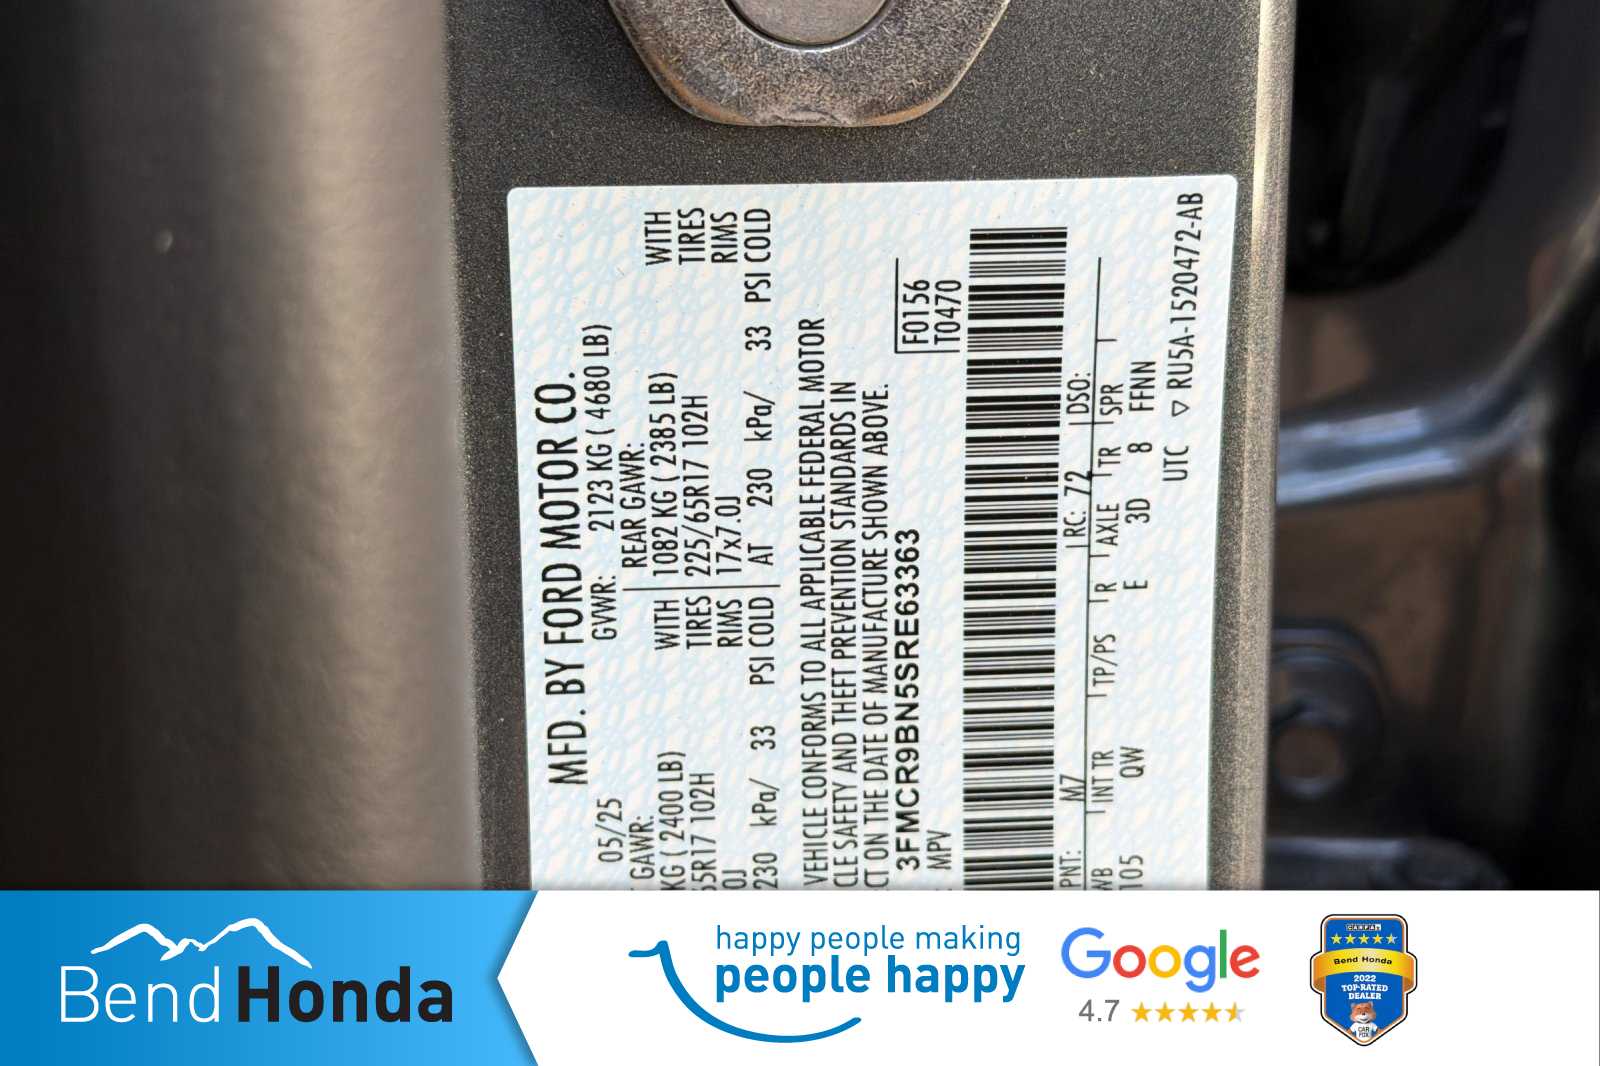 MFD. BY FORD MOTOR CO.
05/25 GVWR: 2123 KG ( 4680 LB)
GAWR: REAR GAWR:
KG ( 2400 LB) WITH 1082 KG ( 2385 LB) WITH
65R17 102H TIRES 225/65R17 102H TIRES
0J RIMS 17x7.0J RIMS
230 kPa/ 33 PSI COLD AT 230 kPa/ 33 PSI COLD
VEHICLE CONFORMS TO ALL APPLICABLE FEDERAL MOTOR
CLE SAFETY AND THEFT PREVENTION STANDARDS IN
CT ON THE DATE OF MANUFACTURE SHOWN ABOVE.
3FMCR9BN5SRE63363 F0156
MPV T0470
PNT: M7 RC: 72 DSO:
WB INT TR TP/PS R AXLE TR SPR
105 QW E 3D 8 FFNN
UTC ▽ RU5A-1520472-AB
Bend Honda
happy people making
people happy
Google
4.7
CARFAX
Bend Honda
2022
TOP-RATED
DEALER
CAR
FOX